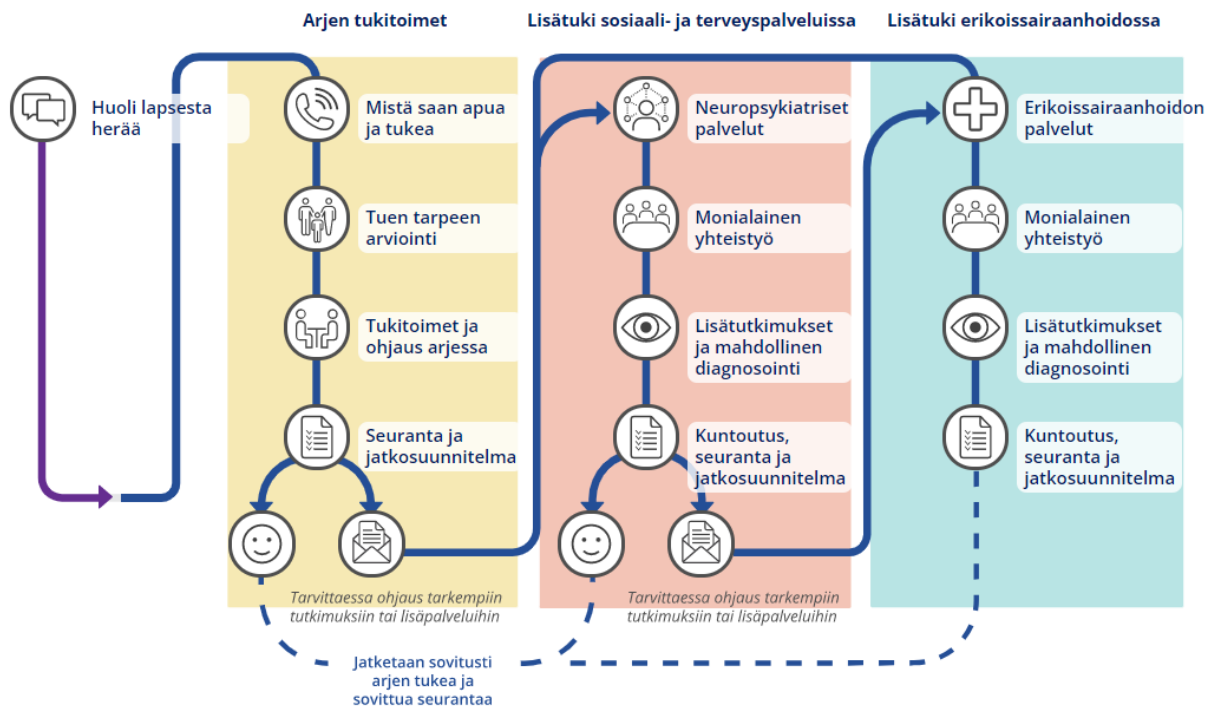 Arjen tukitoimet
Lisätuki sosiaali- ja terveyspalveluissa
Lisätuki erikoissairaanhoidossa
Huoli lapsesta
herää
Mistä saan apua
ja tukea
Tuen tarpeen
arviointi
Tukitoimet ja
ohjaus arjessa
Seuranta ja
jatkosuunnitelma
Tarvittaessa ohjaus tarkempiin
tutkimuksiin tai lisäpalveluihin
Neuropsykiatriset
palvelut
Monialainen
yhteistyö
Lisätutkimukset
ja mahdollinen
diagnosointi
Kuntoutus,
seuranta ja
jatkosuunnitelma
Tarvittaessa ohjaus tarkempiin
tutkimuksiin tai lisäpalveluihin
Erikoissairaanhoidon
palvelut
Monialainen
yhteistyö
Lisätutkimukset
ja mahdollinen
diagnosointi
Kuntoutus,
seuranta ja
jatkosuunnitelma
Jatketaan sovitusti
arjen tukea ja
sovittua seurantaa